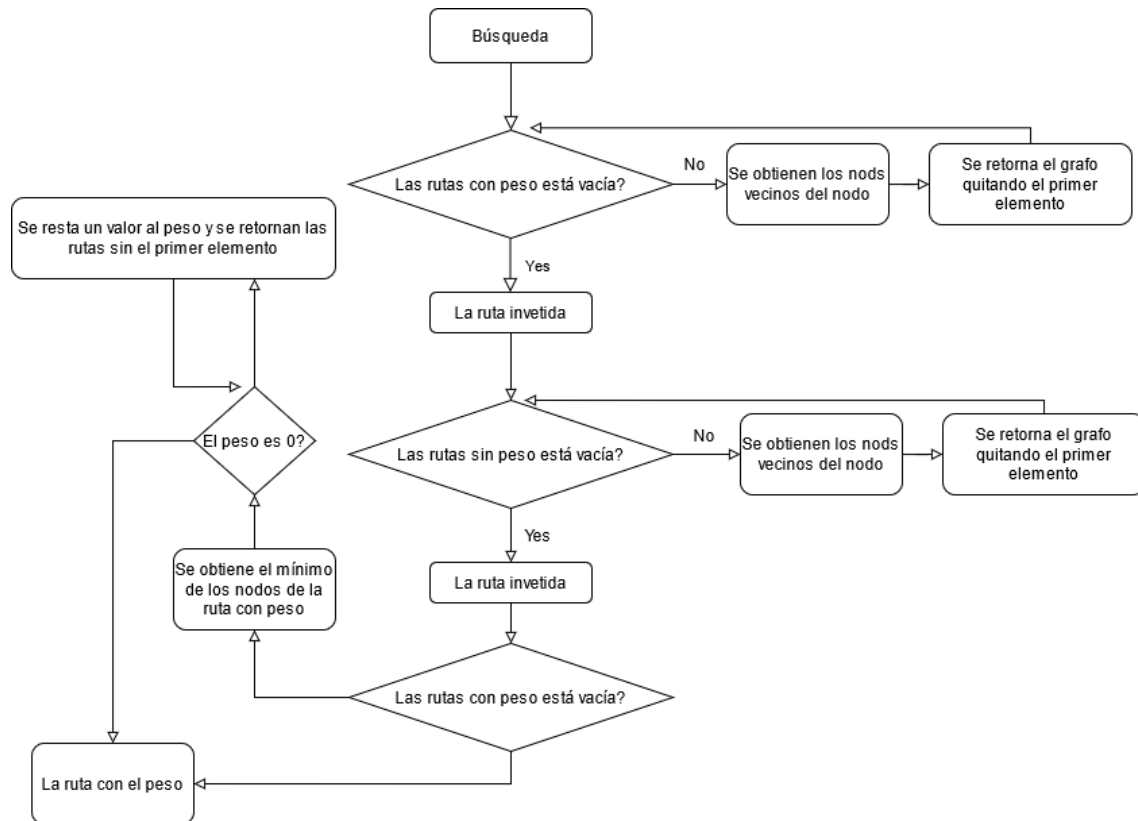 Búsqueda
Las rutas con peso está vacía?
No
Se obtienen los nods
vecinos del nodo
Se retorna el grafo
quitando el primer
elemento
Yes
La ruta invetida
Las rutas sin peso está vacía?
No
Se obtienen los nods
vecinos del nodo
Se retorna el grafo
quitando el primer
elemento
Yes
La ruta invetida
Las rutas con peso está vacía?
Se obtiene el mínimo
de los nodos de la
ruta con peso
El peso es 0?
Se resta un valor al peso y se retornan las
rutas sin el primer elemento
La ruta con el peso